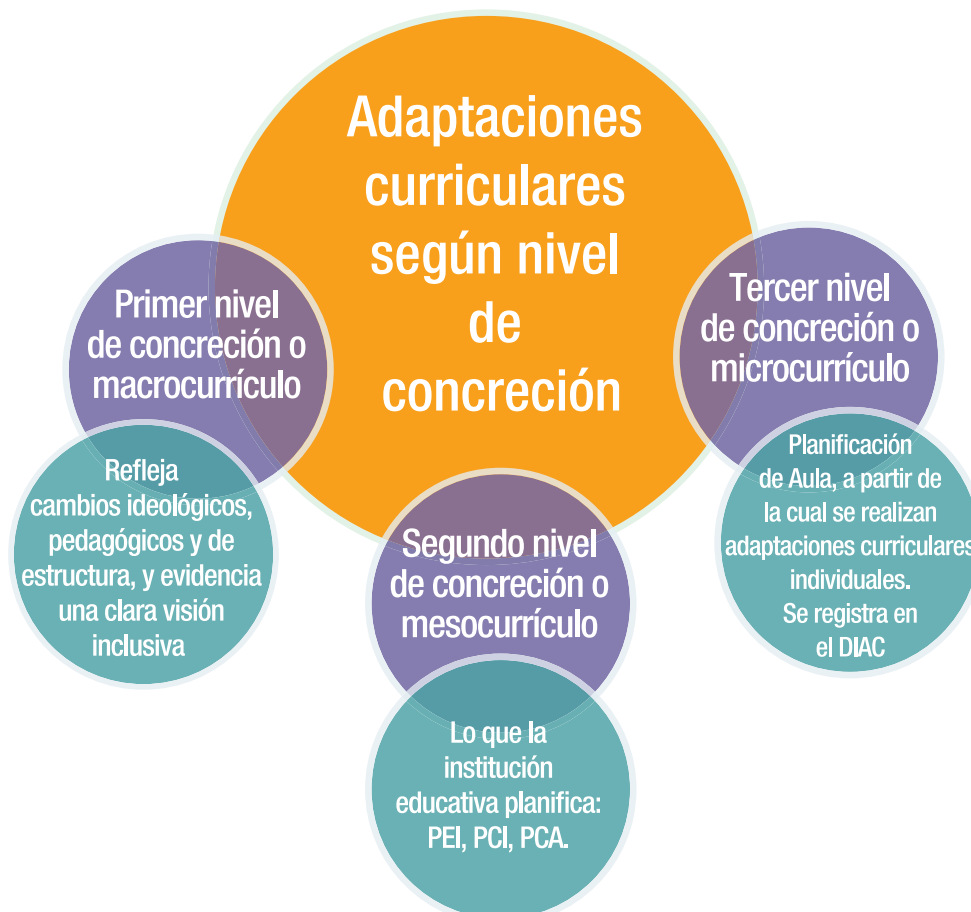 Adaptaciones
curriculares
según nivel
de
concreción
Primer nivel
de concreción o
macrocurrículo
Refleja
cambios ideológicos,
pedagógicos y de
estructura, y evidencia
una clara visión
inclusiva
Segundo nivel
de concreción o
mesocurrículo
Lo que la
institución
educativa planifica:
PEI, PCI, PCA.
Tercer nivel
de concreción o
microcurrículo
Planificación
de Aula, a partir de
la cual se realizan
adaptaciones curriculares
individuales.
Se registra en
el DIAC